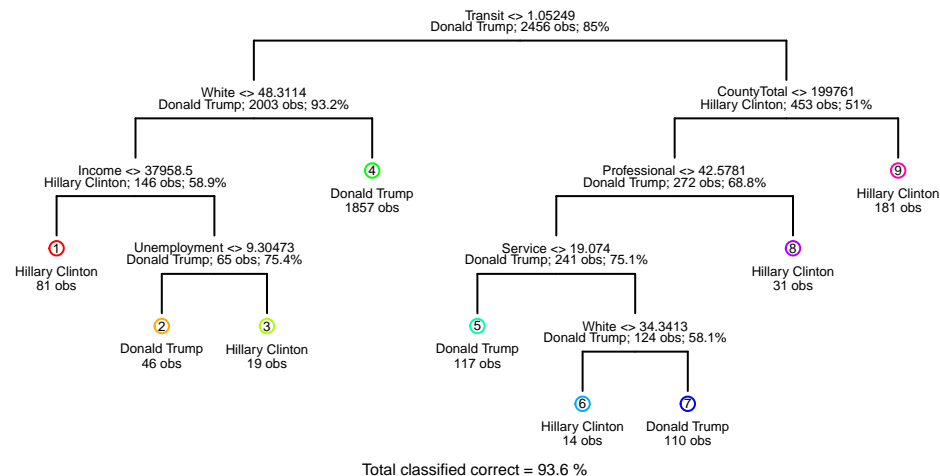 Transit <> 1.05249
Donald Trump; 2456 obs; 85%
White <> 48.3114
Donald Trump; 2003 obs; 93.2%
CountyTotal <> 199761
Hillary Clinton; 453 obs; 51%
Income <> 37958.5
Hillary Clinton; 146 obs; 58.9%
4
Donald Trump
1857 obs
Professional <> 42.5781
Donald Trump; 272 obs; 68.8%
9
Hillary Clinton
181 obs
1
Hillary Clinton
81 obs
Unemployment <> 9.30473
Donald Trump; 65 obs; 75.4%
Service <> 19.074
Donald Trump; 241 obs; 75.1%
8
Hillary Clinton
31 obs
2
Donald Trump
46 obs
3
Hillary Clinton
19 obs
5
Donald Trump
117 obs
White <> 34.3413
Donald Trump; 124 obs; 58.1%
6
Hillary Clinton
14 obs
7
Donald Trump
110 obs
Total classified correct = 93.6 %